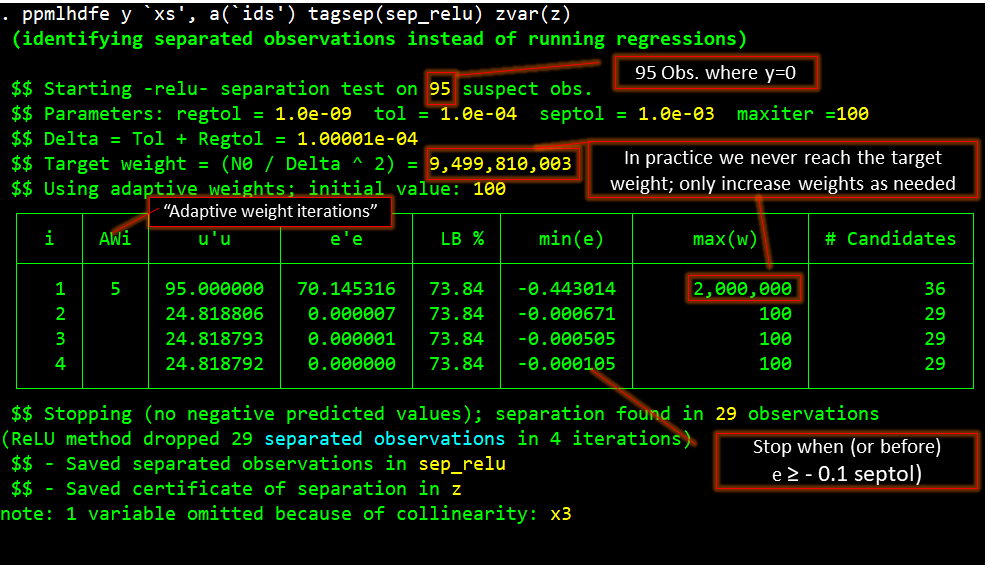 . ppmlhdfe y `xs', a(`ids') tagsep(sep_relu) zvar(z)
(identifying separated observations instead of running regressions)
95 Obs. where y=0
$$ Starting -relu- separation test on 95 suspect obs.
$$ Parameters: regtol = 1.0e-09  tol = 1.0e-04  septol = 1.0e-03  maxiter =100
$$ Delta = Tol + Regtol = 1.00001e-04
$$ Target weight = (N0 / Delta ^ 2) = 9,499,810,003
In practice we never reach the target
weight; only increase weights as needed
$$ Using adaptive weights; initial value: 100
“Adaptive weight iterations”
i AWi u'u e'e LB % min(e) max(w) # Candidates
1 5 95.000000 70.145316 73.84 -0.443014 2,000,000 36
2 24.818806 0.000007 73.84 -0.000671 100 29
3 24.818793 0.000001 73.84 -0.000505 100 29
4 24.818792 0.000000 73.84 -0.000105 100 29
$$ Stopping (no negative predicted values); separation found in 29 observations
(ReLU method dropped 29 separated observations in 4 iterations)
Stop when (or before)
e ≥ - 0.1 septol)
$$ - Saved separated observations in sep_relu
$$ - Saved certificate of separation in z
note: 1 variable omitted because of collinearity: x3